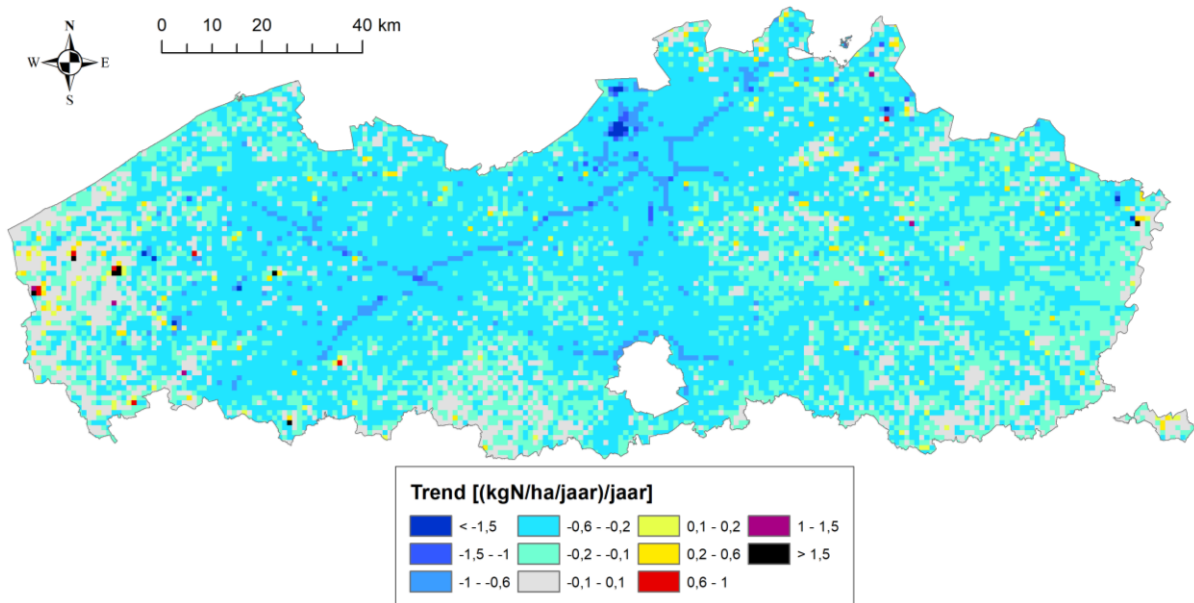 N
W E
S
0 20 40 km
Trend [(kgN/ha/jaar)/jaar]
< -1,5 -0,6 - -0,2 0,1 - 0,2 1 - 1,5
-1,5 - -1 -0,2 - -0,1 0,2 - 0,6 > 1,5
-1 - -0,6 -0,1 - 0,1 0,6 - 1